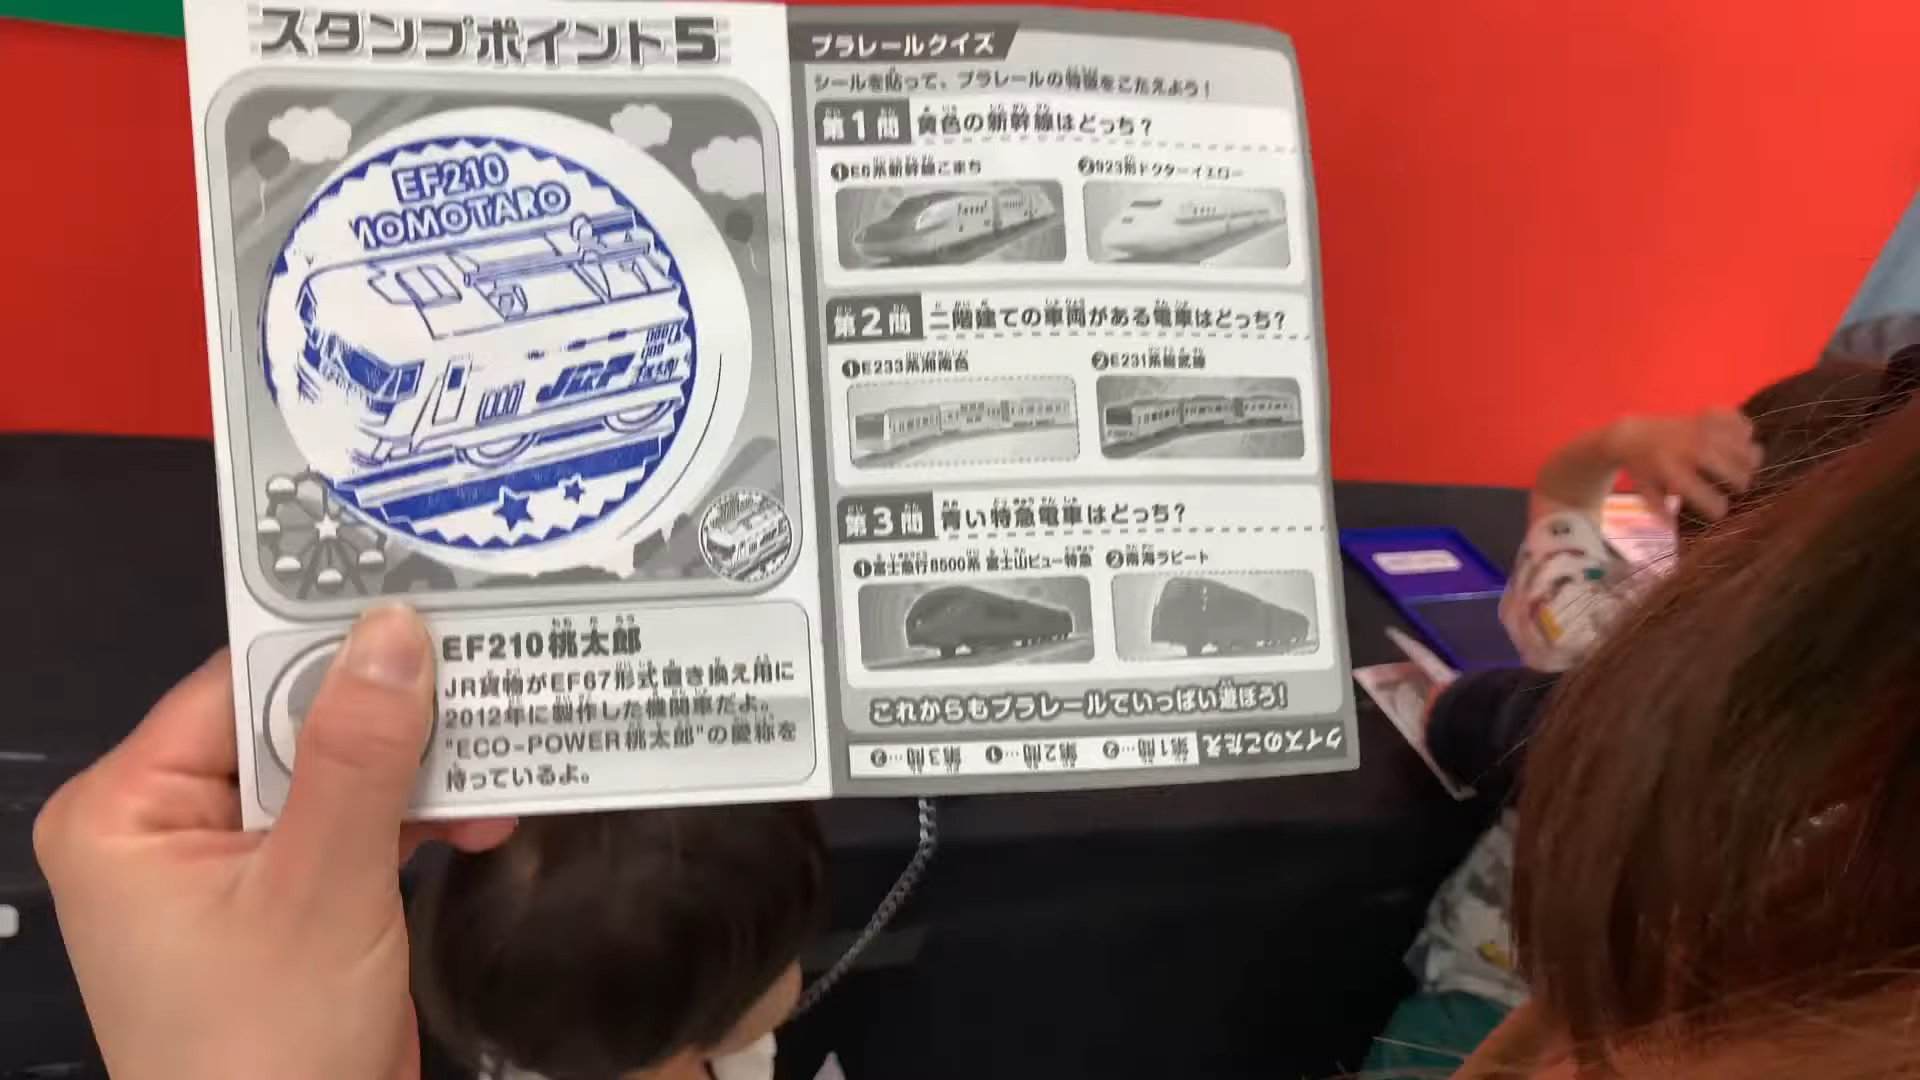 スタンプポイント5
EF210
MOMOTARO
JRF
EF210桃太郎
JR貨物がEF67形式置き換え用に
2012年に製作した機関車だよ。
"ECO-POWER桃太郎"の愛称を
持っているよ。
プラレールクイズ
シールを貼って、プラレールの特徴をこたえよう!
第1問 黄色の新幹線はどっち?
❶E6系新幹線こまち
❷923形ドクターイエロー
第2問 二階建ての車両がある電車はどっち?
❶E233系湘南色
❷E231系総武線
第3問 青い特急電車はどっち?
❶富士急行8500系 富士山ビュー特急
❷南海ラピート
これからもプラレールでいっぱい遊ぼう!
クイズのこたえ 第1問…❷ 第2問…❶ 第3問…❷